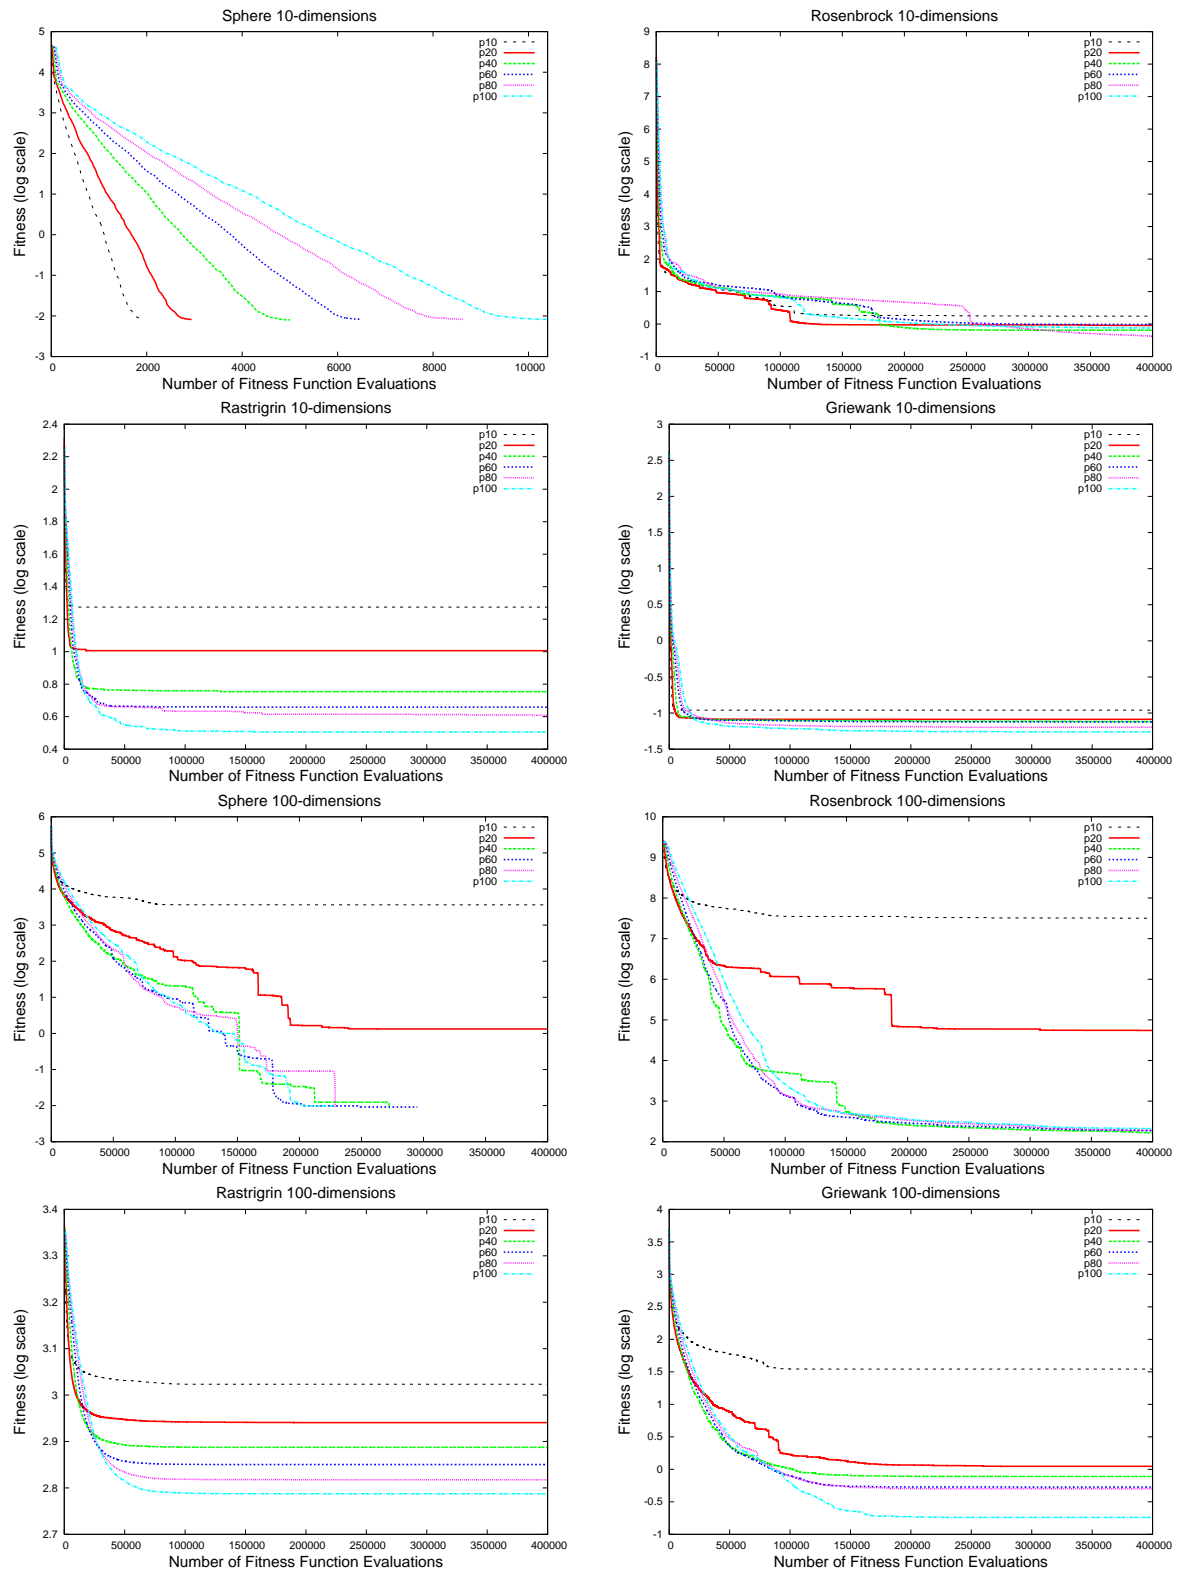 Sphere 10-dimensions
Fitness (log scale)
5
4
3
2
1
0
-1
-2
-3
p10
p20
p40
p60
p80
p100
0 2000 4000 6000 8000 10000
Number of Fitness Function Evaluations
Rosenbrock 10-dimensions
Fitness (log scale)
9
8
7
6
5
4
3
2
1
0
-1
p10
p20
p40
p60
p80
p100
0 50000 100000 150000 200000 250000 300000 350000 400000
Number of Fitness Function Evaluations
Rastrigrin 10-dimensions
Fitness (log scale)
2.4
2.2
2
1.8
1.6
1.4
1.2
1
0.8
0.6
0.4
p10
p20
p40
p60
p80
p100
0 50000 100000 150000 200000 250000 300000 350000 400000
Number of Fitness Function Evaluations
Griewank 10-dimensions
Fitness (log scale)
3
2.5
2
1.5
1
0.5
0
-0.5
-1
-1.5
p10
p20
p40
p60
p80
p100
0 50000 100000 150000 200000 250000 300000 350000 400000
Number of Fitness Function Evaluations
Sphere 100-dimensions
Fitness (log scale)
6
5
4
3
2
1
0
-1
-2
-3
p10
p20
p40
p60
p80
p100
0 50000 100000 150000 200000 250000 300000 350000 400000
Number of Fitness Function Evaluations
Rosenbrock 100-dimensions
Fitness (log scale)
10
9
8
7
6
5
4
3
2
p10
p20
p40
p60
p80
p100
0 50000 100000 150000 200000 250000 300000 350000 400000
Number of Fitness Function Evaluations
Rastrigrin 100-dimensions
Fitness (log scale)
3.4
3.3
3.2
3.1
3
2.9
2.8
2.7
p10
p20
p40
p60
p80
p100
0 50000 100000 150000 200000 250000 300000 350000 400000
Number of Fitness Function Evaluations
Griewank 100-dimensions
Fitness (log scale)
4
3.5
3
2.5
2
1.5
1
0.5
0
-0.5
-1
p10
p20
p40
p60
p80
p100
0 50000 100000 150000 200000 250000 300000 350000 400000
Number of Fitness Function Evaluations